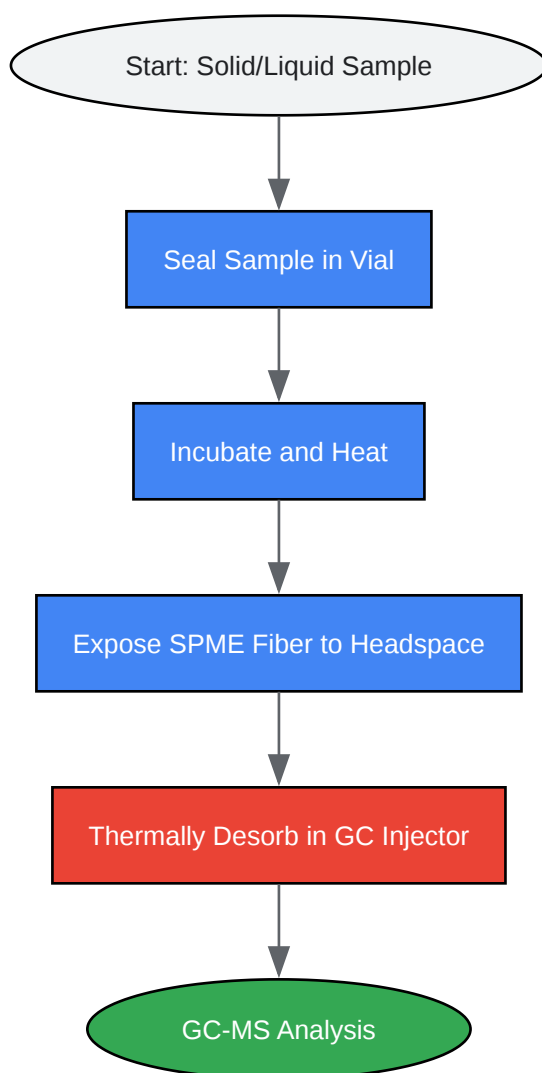 Start: Solid/Liquid Sample
Seal Sample in Vial
Incubate and Heat
Expose SPME Fiber to Headspace
Thermally Desorb in GC Injector
GC-MS Analysis